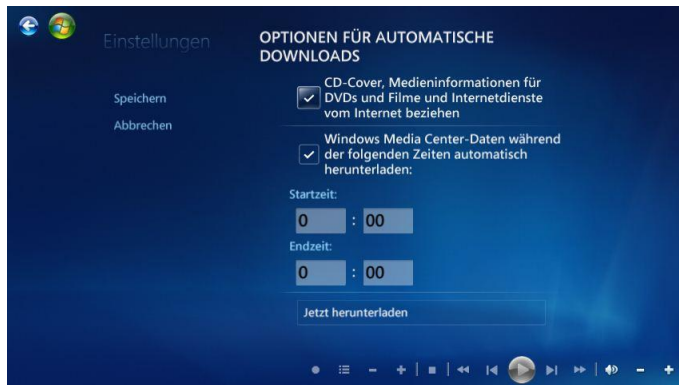 Einstellungen
OPTIONEN FÜR AUTOMATISCHE
DOWNLOADS
Speichern
Abbrechen
CD-Cover, Medieninformationen für
DVDs und Filme und Internetdienste
vom Internet beziehen
Windows Media Center-Daten während
der folgenden Zeiten automatisch
herunterladen:
Startzeit:
0 : 00
Endzeit:
0 : 00
Jetzt herunterladen